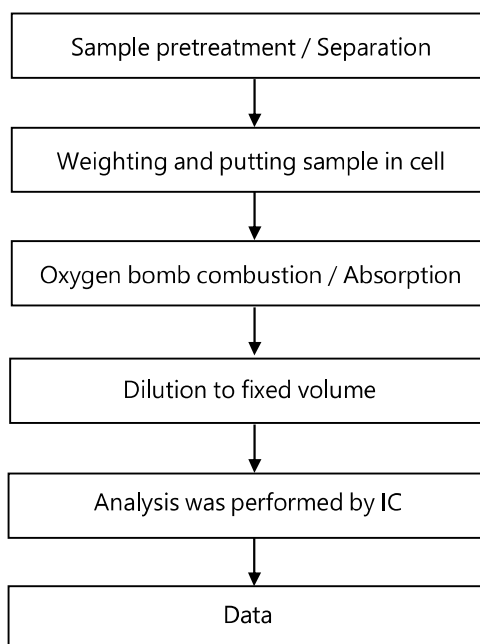 Sample pretreatment / Separation
Weighting and putting sample in cell
Oxygen bomb combustion / Absorption
Dilution to fixed volume
Analysis was performed by IC
Data